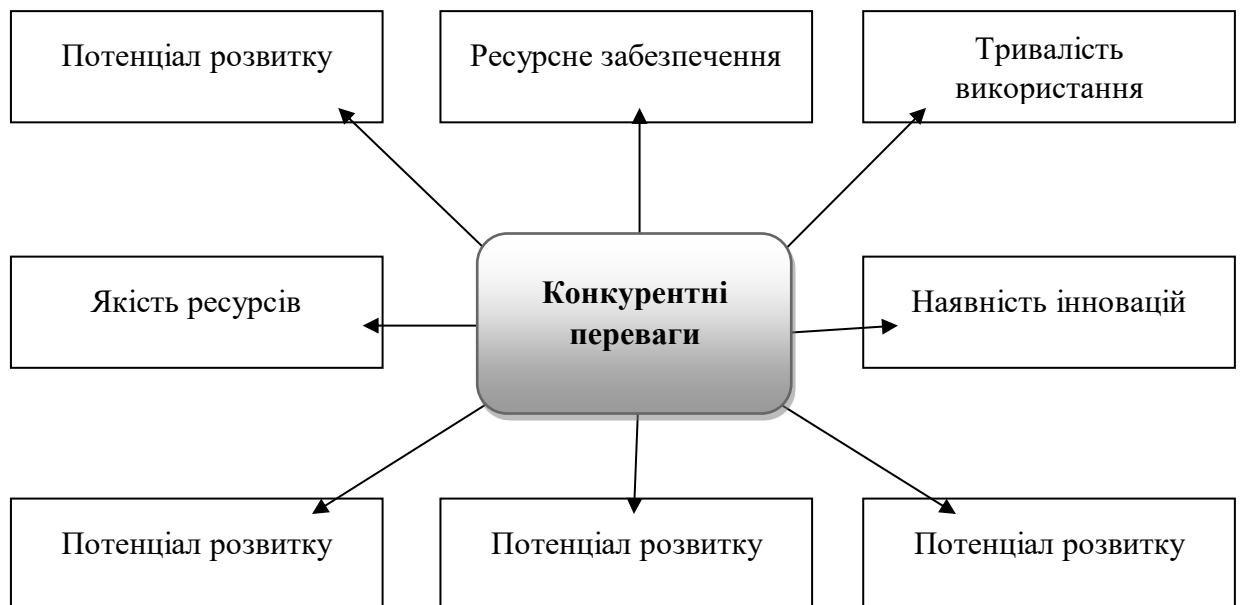 Потенціал розвитку
Ресурсне забезпечення
Тривалість
використання
Якість ресурсів
Конкурентні
переваги
Наявність інновацій
Потенціал розвитку
Потенціал розвитку
Потенціал розвитку